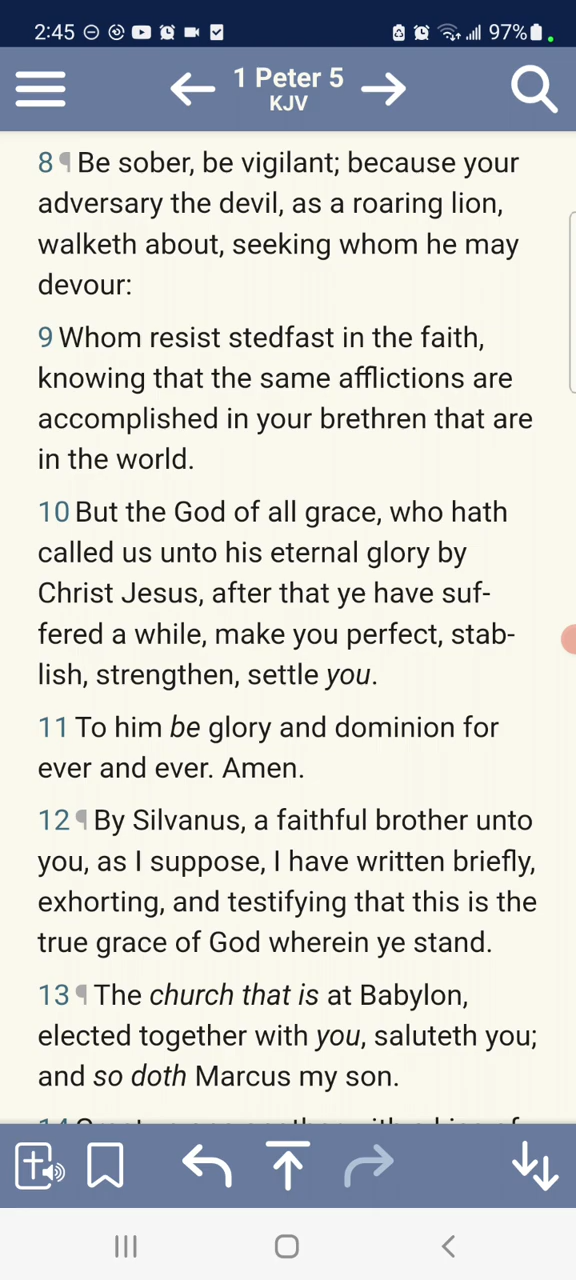 2:45
97%
1 Peter 5
KJV
8 ¶ Be sober, be vigilant; because your
adversary the devil, as a roaring lion,
walketh about, seeking whom he may
devour:
9 Whom resist stedfast in the faith,
knowing that the same afflictions are
accomplished in your brethren that are
in the world.
10 But the God of all grace, who hath
called us unto his eternal glory by
Christ Jesus, after that ye have suf-
fered a while, make you perfect, stab-
lish, strengthen, settle you.
11 To him be glory and dominion for
ever and ever. Amen.
12 ¶ By Silvanus, a faithful brother unto
you, as I suppose, I have written briefly,
exhorting, and testifying that this is the
true grace of God wherein ye stand.
13 ¶ The church that is at Babylon,
elected together with you, saluteth you;
and so doth Marcus my son.